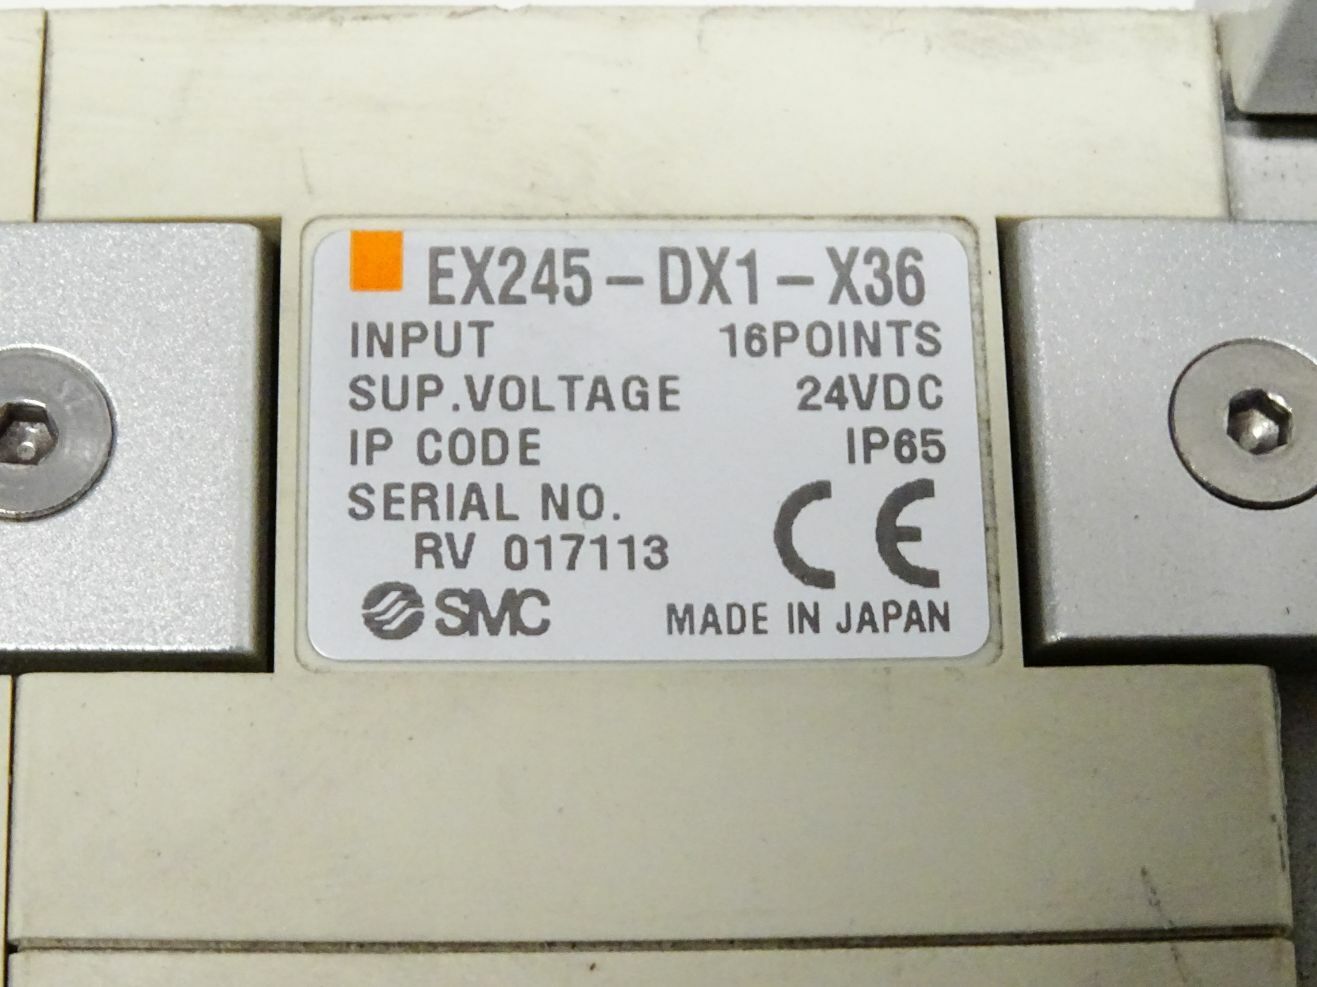 EX245-DX1-X36
INPUT 16POINTS
SUP.VOLTAGE 24VDC
IP CODE IP65
SERIAL NO.
RV 017113
CE
SMC MADE IN JAPAN